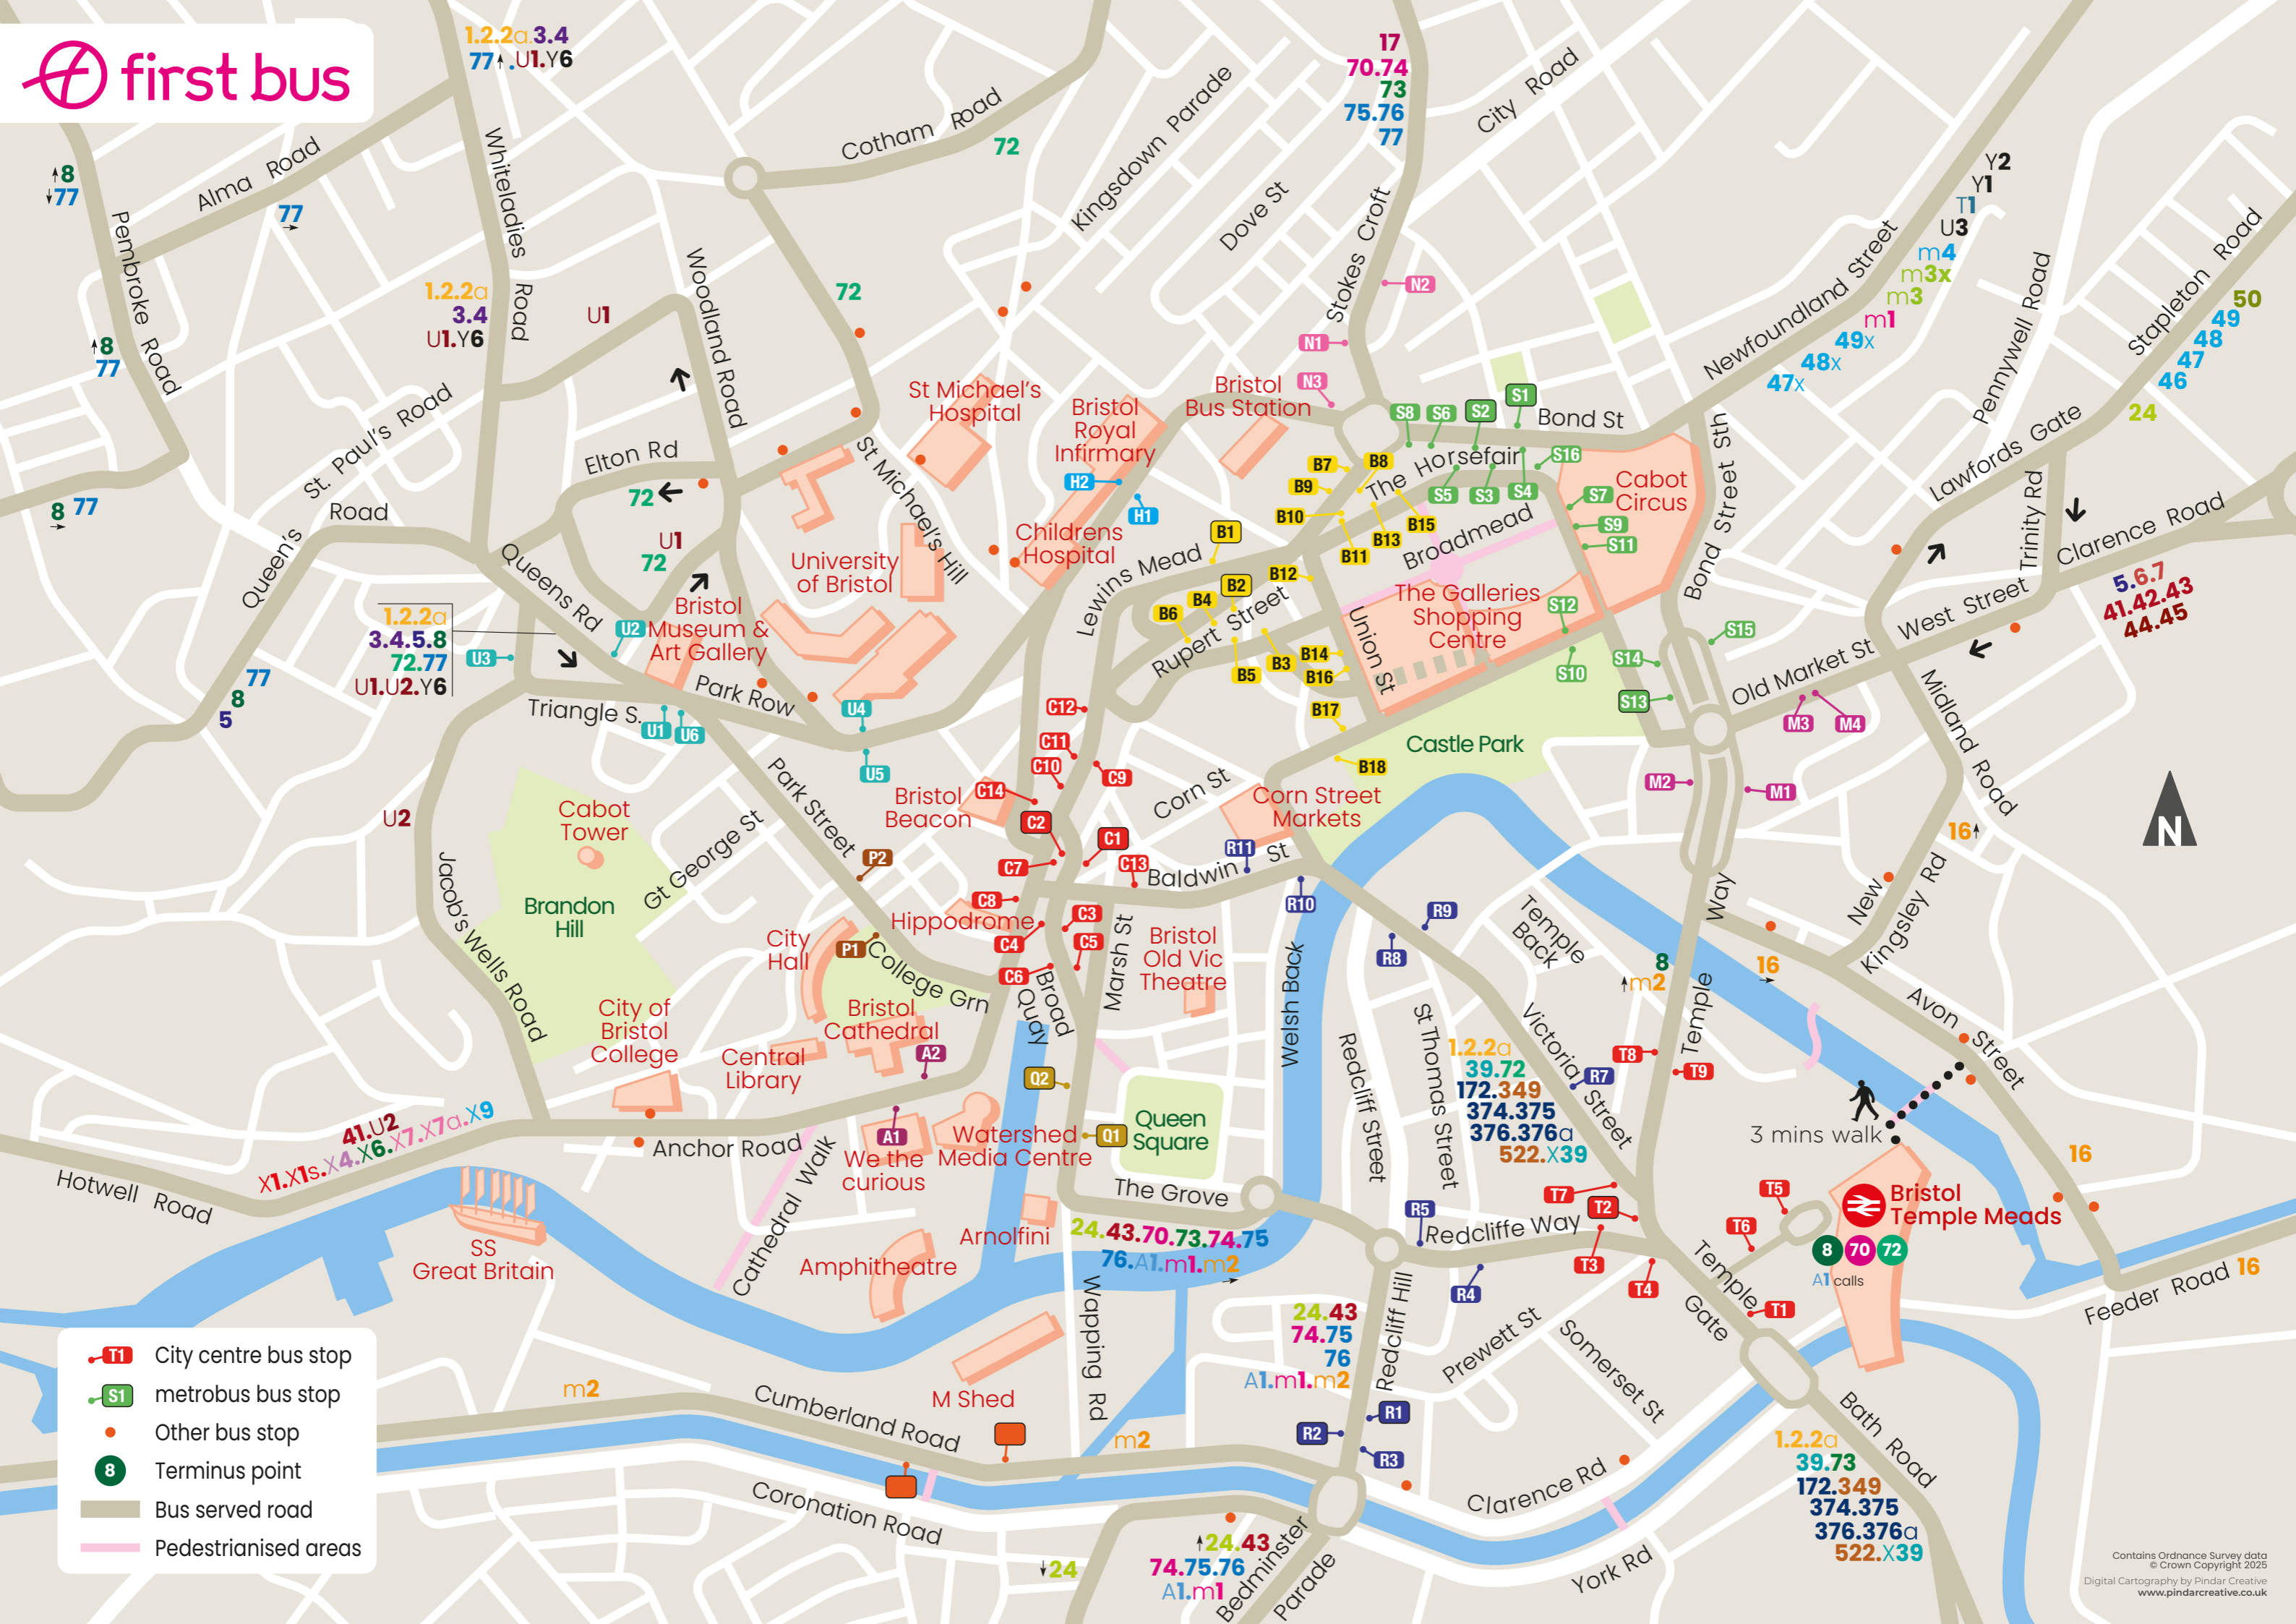 first bus
1.2.2a.3.4
77↑.U1.Y6
17
70.74
73
75.76
77
City Road
Kingsdown Parade
Cotham Road
72
Dove St
Stokes Croft
Alma Road
77
↑8
↓77
Whiteladies
Road
Pembroke Road
↑8
77
8
77
1.2.2a
3.4
U1.Y6
U1
Woodland Road
72
St. Paul's Road
Elton Rd
72
U1
72
Queen's
Road
Queens Rd
1.2.2a
3.4.5.8
72.77
U1.U2.Y6
77
8
5
U3
U2
Triangle S.
U1
U6
Park Row
U4
U5
St Michael's Hill
St Michael's
Hospital
Bristol
Royal
Infirmary
H2
H1
Childrens
Hospital
University
of Bristol
Bristol
Museum &
Art Gallery
Bristol
Bus Station
N2
N1
N3
S8
S6
S2
S1
Bond St
The Horsefair
S16
S5
S3
S4
S7
S9
S11
Cabot
Circus
B7
B8
B9
B10
B11
B13
B15
Broadmead
B1
B2
B12
B4
B6
Lewins Mead
Rupert Street
B3
B5
B14
B16
B17
B18
Union St
The Galleries
Shopping
Centre
S12
S10
Castle Park
S15
S14
S13
Bond Street Sth
Newfoundland Street
Y2
Y1
T1
U3
m4
m3x
m3
m1
49x
48x
47x
Pennywell Road
Stapleton Road
50
49
48
47
46
24
Lawfords Gate
Trinity Rd
Clarence Road
5.6.7
41.42.43
44.45
West Street
Old Market St
M3
M4
M2
M1
Midland Road
16↑
N
New
Kingsley Rd
Way
Temple
Temple
Back
8
↑m2
16
Avon Street
T8
T9
3 mins walk
16
Bristol
Temple Meads
8
70
72
A1 calls
T5
T6
T1
Temple
Gate
Feeder Road
16
Bath Road
1.2.2a
39.73
172.349
374.375
376.376a
522.X39
Victoria Street
R7
1.2.2a
39.72
172.349
374.375
376.376a
522.X39
T7
T2
T3
T4
Redcliffe Way
R5
R4
R9
R8
R10
R11
Baldwin St
Corn St
Corn Street
Markets
C12
C11
C10
C9
C14
C2
C1
C7
C13
C8
C3
C4
C5
C6
Bristol
Beacon
Hippodrome
Park Street
P2
P1
College Grn
City
Hall
Bristol
Cathedral
Central
Library
City of
Bristol
College
Gt George St
Cabot
Tower
Brandon
Hill
U2
Jacob's Wells Road
A2
A1
Quay
Broad
Marsh St
Bristol
Old Vic
Theatre
Welsh Back
Redcliff Street
St Thomas Street
Q2
Q1
Queen
Square
We the
curious
Watershed
Media Centre
Anchor Road
Cathedral Walk
41.U2
X1.X1s.X4.X6.X7.X7a.X9
Hotwell Road
SS
Great Britain
Arnolfini
Amphitheatre
The Grove
24.43.70.73.74.75
76.A1.m1.m2
Wapping Rd
24.43
74.75
76
A1.m1.m2
Redcliff Hill
Prewett St
Somerset St
R1
R2
R3
M Shed
Cumberland Road
m2
m2
Coronation Road
Clarence Rd
York Rd
Bedminster
Parade
↑24.43
74.75.76
A1.m1
↓24
T1
City centre bus stop
S1
metrobus bus stop
Other bus stop
8
Terminus point
Bus served road
Pedestrianised areas
Contains Ordnance Survey data
© Crown Copyright 2025
Digital Cartography by Pindar Creative
www.pindarcreative.co.uk